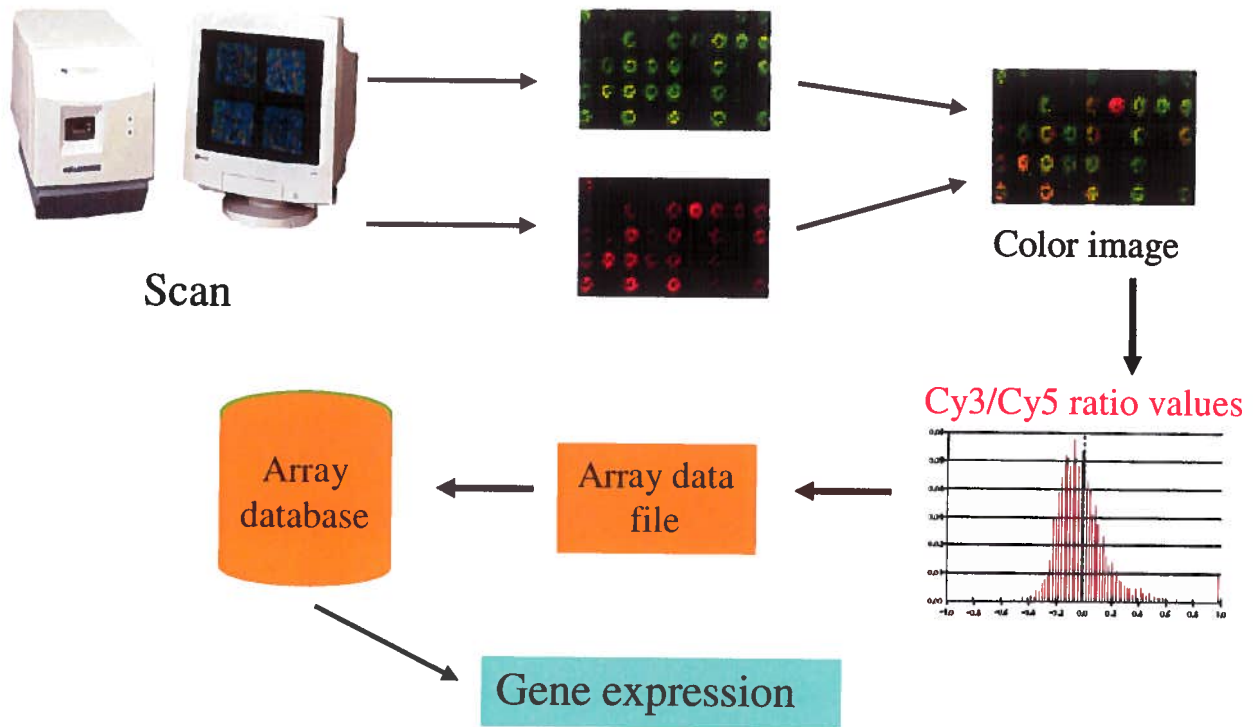 Scan
Color image
Cy3/Cy5 ratio values
Array data
file
Array
database
Gene expression